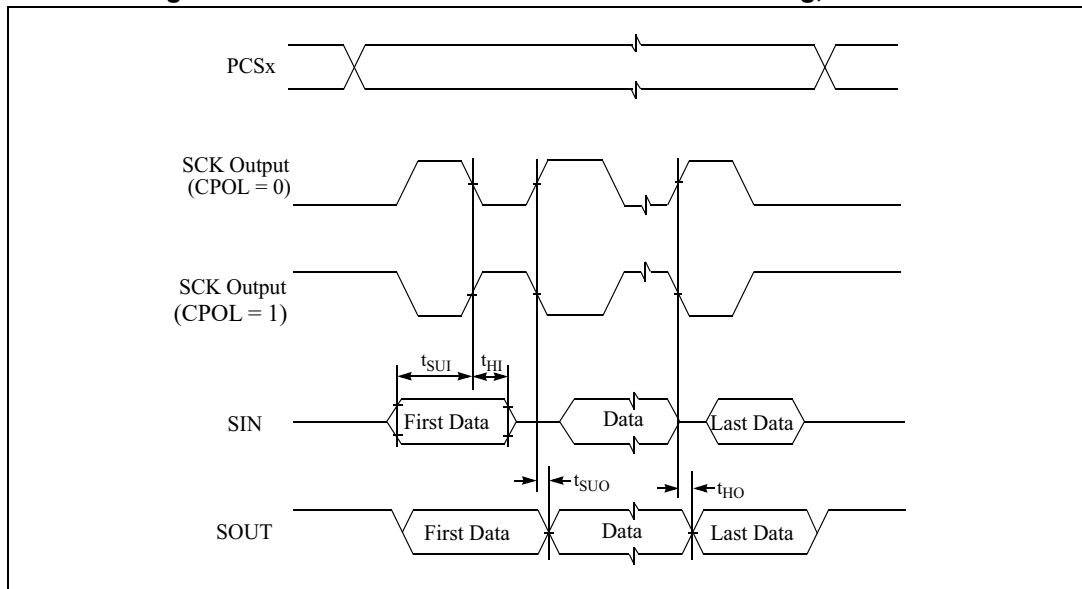 PCSx
SCK Output
(CPOL = 0)
SCK Output
(CPOL = 1)
tSUI
tHI
SIN
First Data
Data
Last Data
tSUO
tHO
SOUT
First Data
Data
Last Data